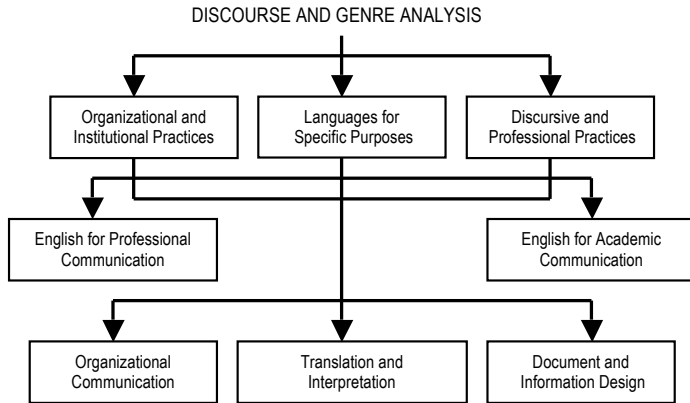 DISCOURSE AND GENRE ANALYSIS
Organizational and
Institutional Practices
Languages for
Specific Purposes
Discursive and
Professional Practices
English for Professional
Communication
English for Academic
Communication
Organizational
Communication
Translation and
Interpretation
Document and
Information Design